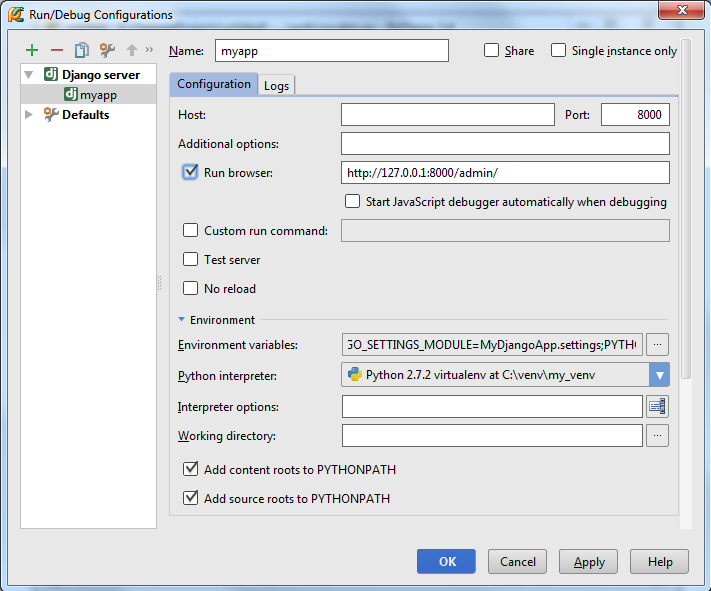 Run/Debug Configurations
Name: myapp Share Single instance only
Django server
myapp
Defaults
Configuration Logs
Host: Port: 8000
Additional options:
Run browser: http://127.0.0.1:8000/admin/
Start JavaScript debugger automatically when debugging
Custom run command:
Test server
No reload
Environment
Environment variables: GO_SETTINGS_MODULE=MyDjangoApp.settings;PYTHO
Python interpreter: Python 2.7.2 virtualenv at C:\venv\my_venv
Interpreter options:
Working directory:
Add content roots to PYTHONPATH
Add source roots to PYTHONPATH
OK Cancel Apply Help